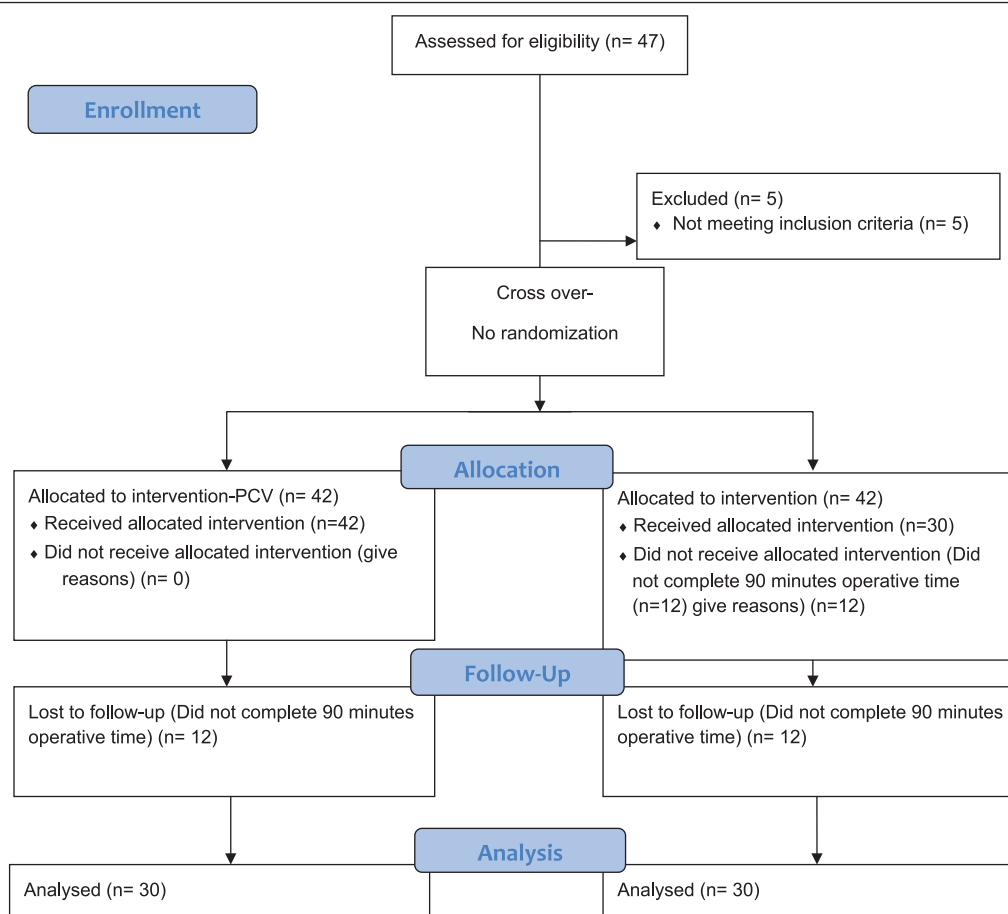 Assessed for eligibility (n= 47)
Enrollment
Excluded (n= 5)
♦ Not meeting inclusion criteria (n= 5)
Cross over-
No randomization
Allocation
Allocated to intervention-PCV (n= 42)
♦ Received allocated intervention (n=42)
♦ Did not receive allocated intervention (give
reasons) (n= 0)
Allocated to intervention (n= 42)
♦ Received allocated intervention (n=30)
♦ Did not receive allocated intervention (Did
not complete 90 minutes operative time
(n=12) give reasons) (n=12)
Follow-Up
Lost to follow-up (Did not complete 90 minutes
operative time) (n= 12)
Lost to follow-up (Did not complete 90 minutes
operative time) (n= 12)
Analysis
Analysed (n= 30)
Analysed (n= 30)